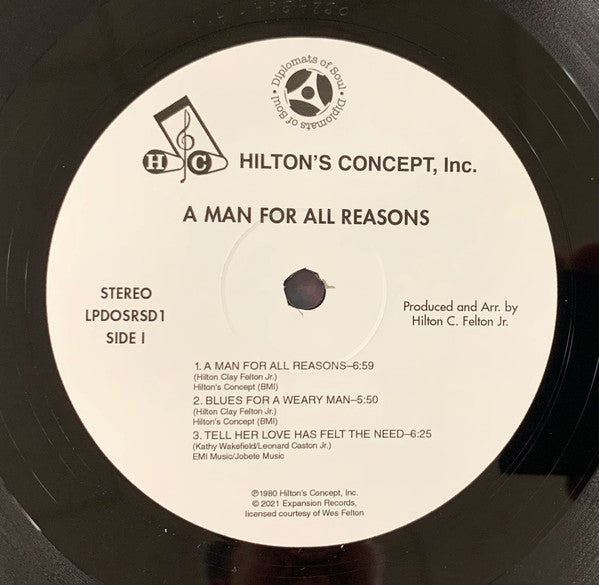 Diplomats of Soul • Diplomats of Soul •
H C
HILTON'S CONCEPT, Inc.
A MAN FOR ALL REASONS
STEREO
LPDOSRSD1
SIDE I
Produced and Arr. by
Hilton C. Felton Jr.
1. A MAN FOR ALL REASONS–6:59
(Hilton Clay Felton Jr.)
Hilton's Concept (BMI)
2. BLUES FOR A WEARY MAN–5:50
(Hilton Clay Felton Jr.)
Hilton's Concept (BMI)
3. TELL HER LOVE HAS FELT THE NEED–6:25
(Kathy Wakefield/Leonard Caston Jr.)
EMI Music/Jobete Music
℗1980 Hilton's Concept, Inc.
© 2021 Expansion Records,
licensed courtesy of Wes Felton